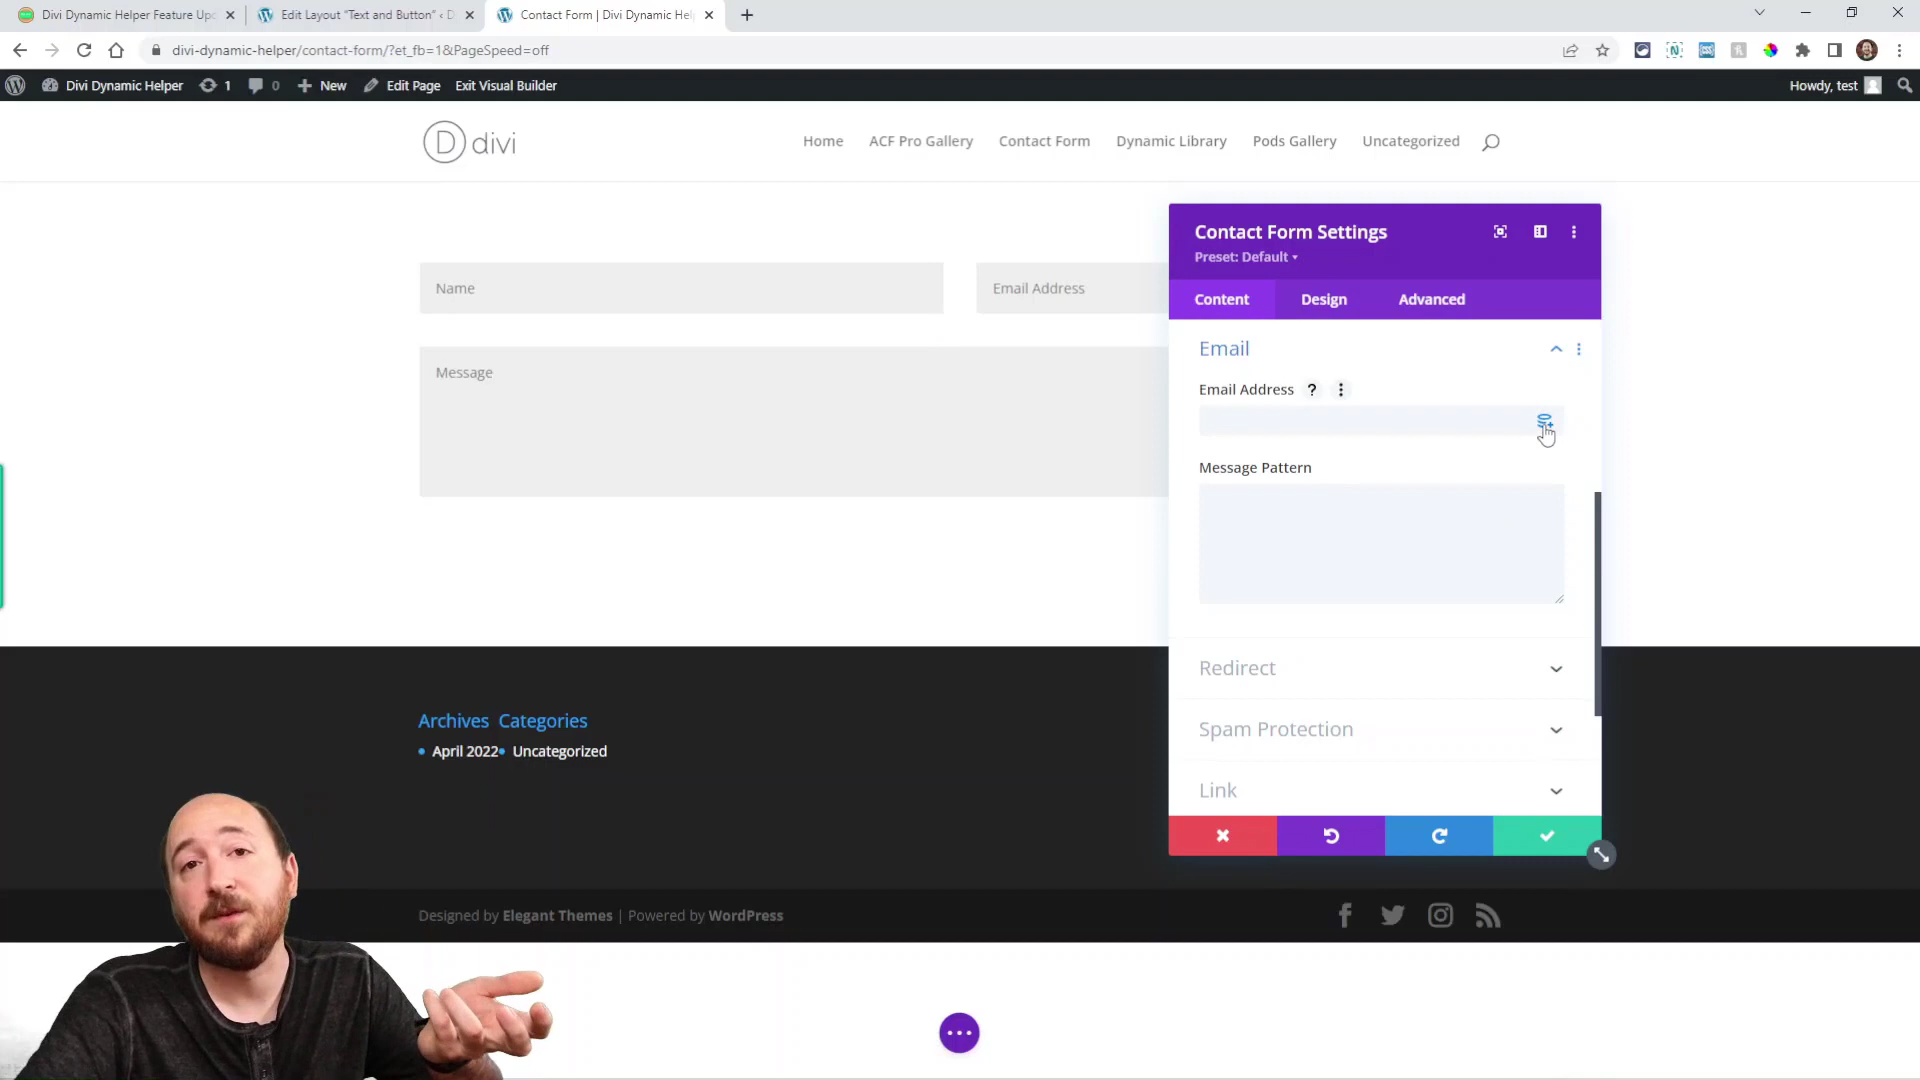 Divi Dynamic Helper Feature Upd
Edit Layout “Text and Button” ‹ D
Contact Form | Divi Dynamic Hel
divi-dynamic-helper/contact-form/?et_fb=1&PageSpeed=off
Divi Dynamic Helper 1 0 New Edit Page Exit Visual Builder
Howdy, test
D divi
Home ACF Pro Gallery Contact Form Dynamic Library Pods Gallery Uncategorized
Name
Email Address
Message
Contact Form Settings
Preset: Default
Content Design Advanced
Email
Email Address ?
Message Pattern
Redirect
Spam Protection
Link
Archives Categories
April 2022 Uncategorized
Designed by Elegant Themes | Powered by WordPress